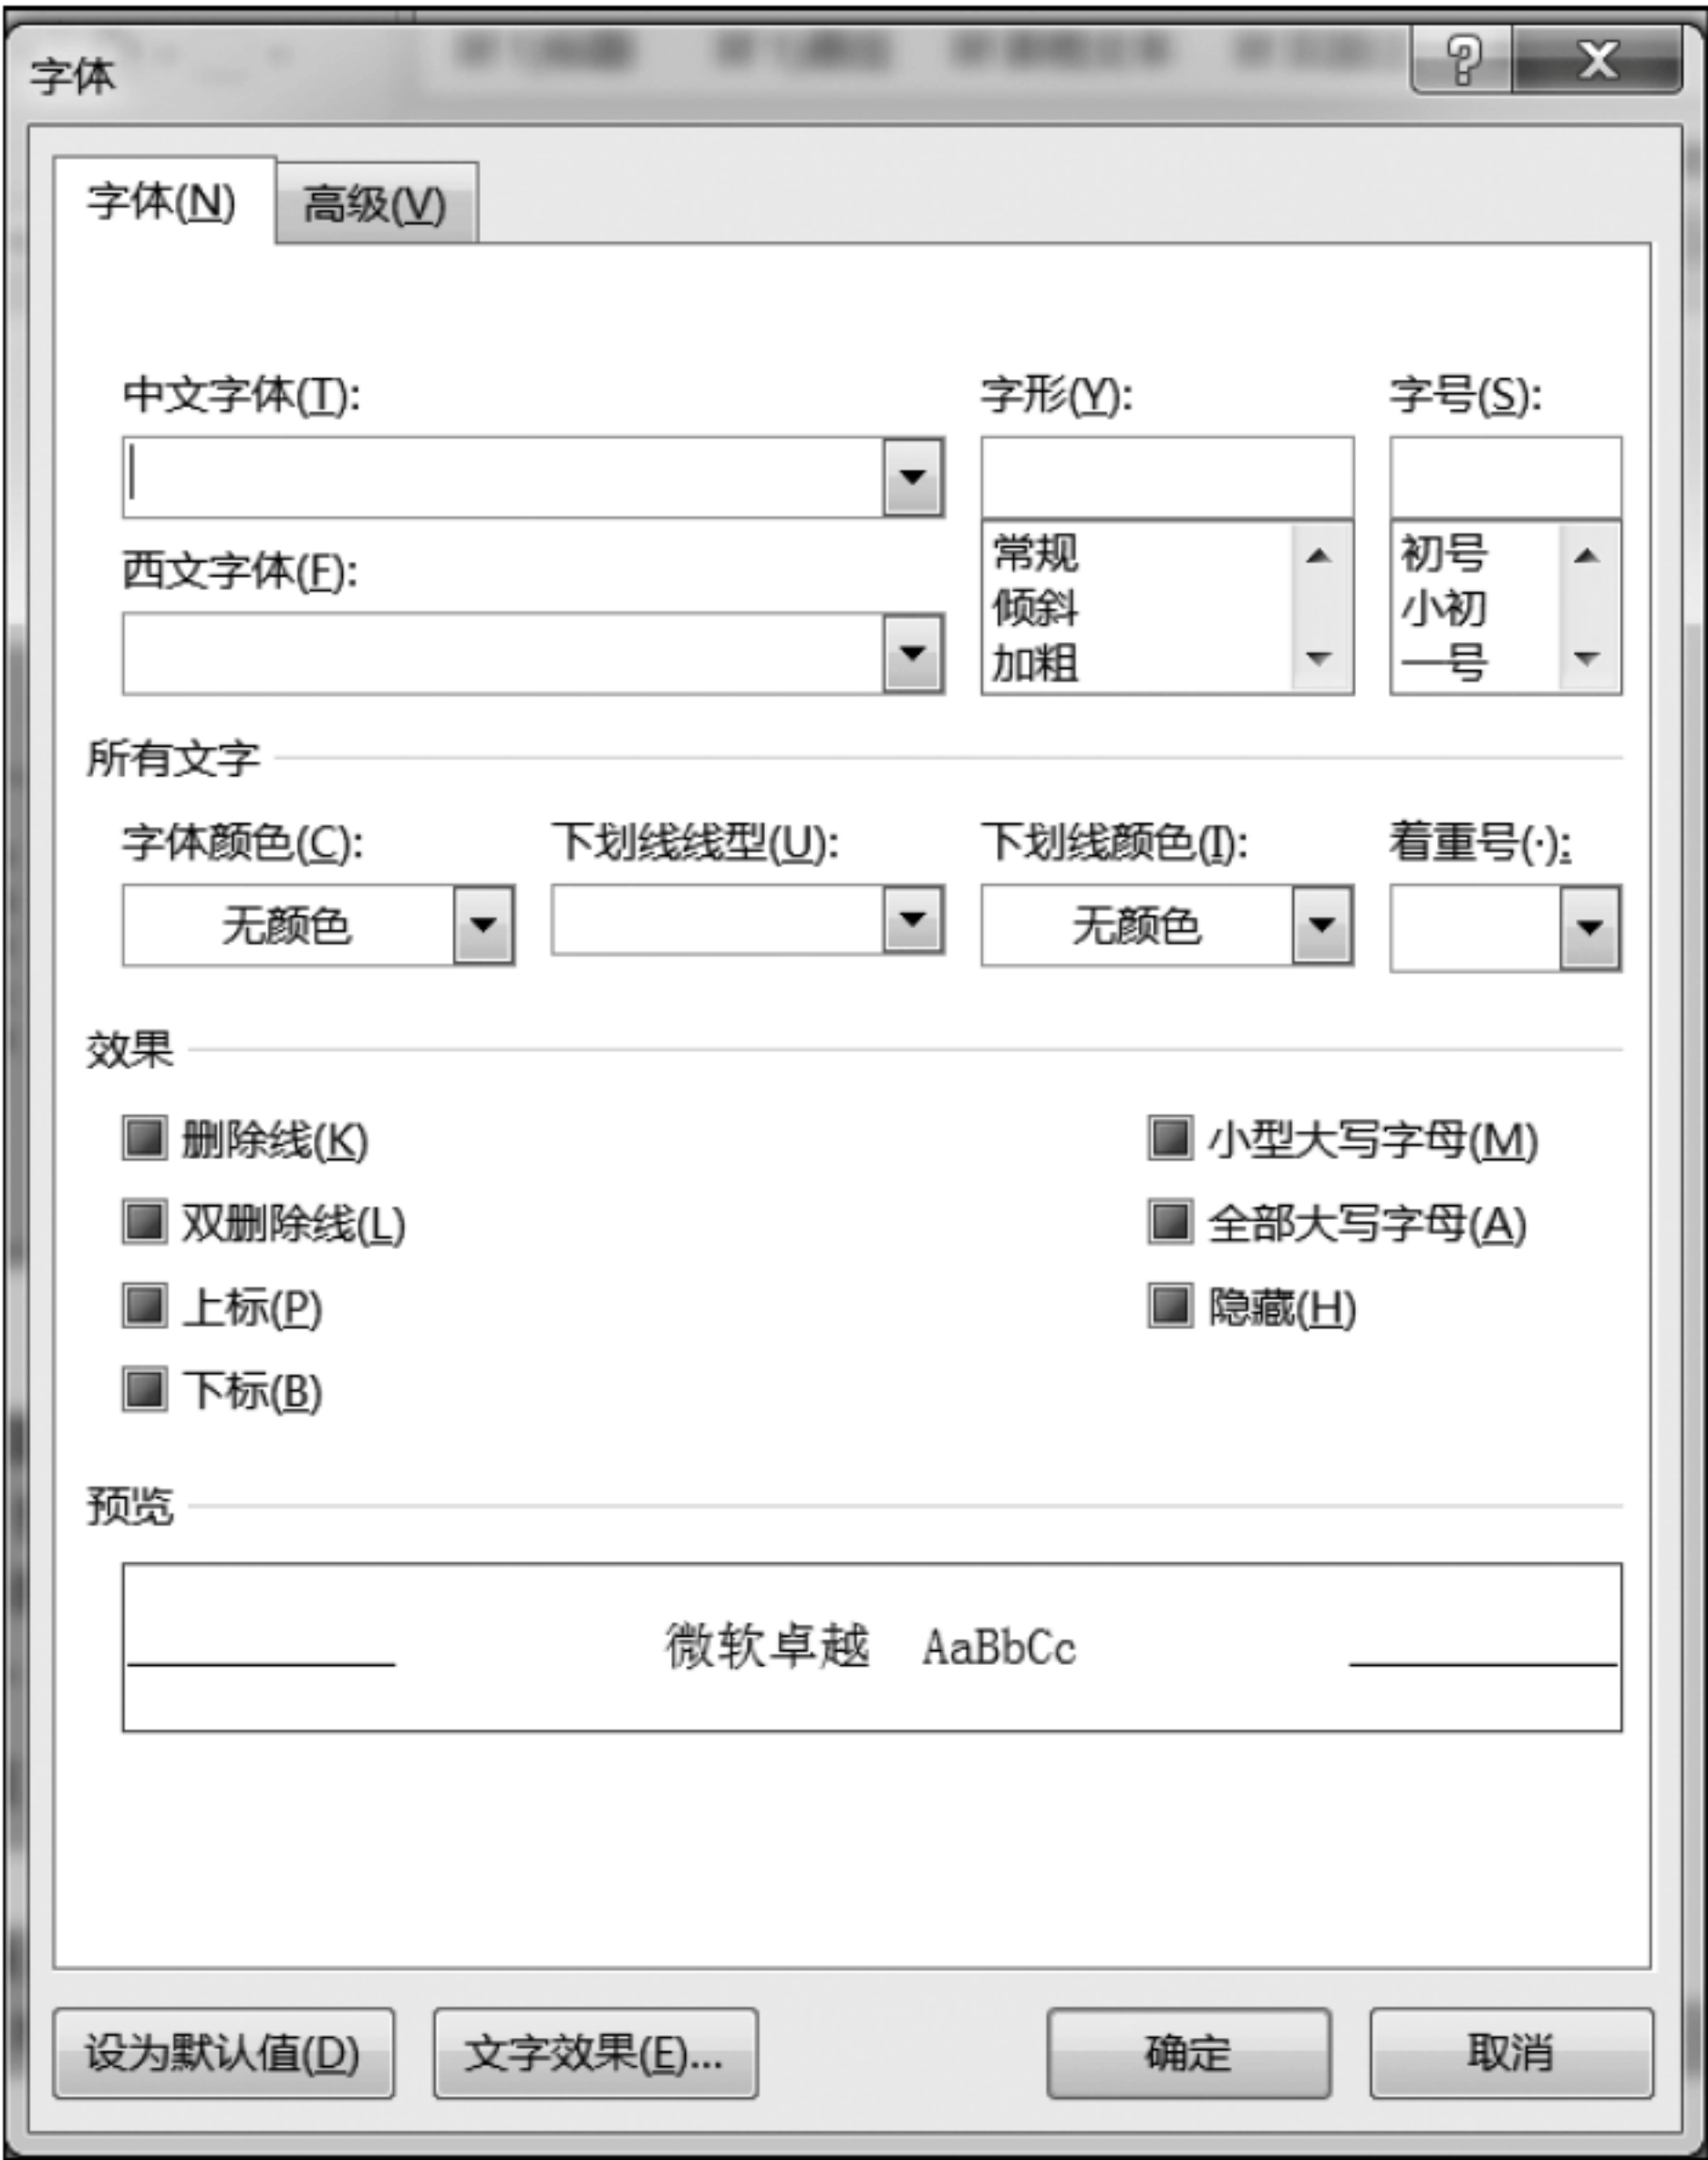 字体
字体(N) 高级(V)
中文字体(T): 字形(Y): 字号(S):
西文字体(F): 常规 初号
倾斜 小初
加粗 一号
所有文字
字体颜色(C): 下划线线型(U): 下划线颜色(I): 着重号(·):
无颜色 无颜色
效果
删除线(K) 小型大写字母(M)
双删除线(L) 全部大写字母(A)
上标(P) 隐藏(H)
下标(B)
预览
微软卓越 AaBbCc
设为默认值(D) 文字效果(E)... 确定 取消